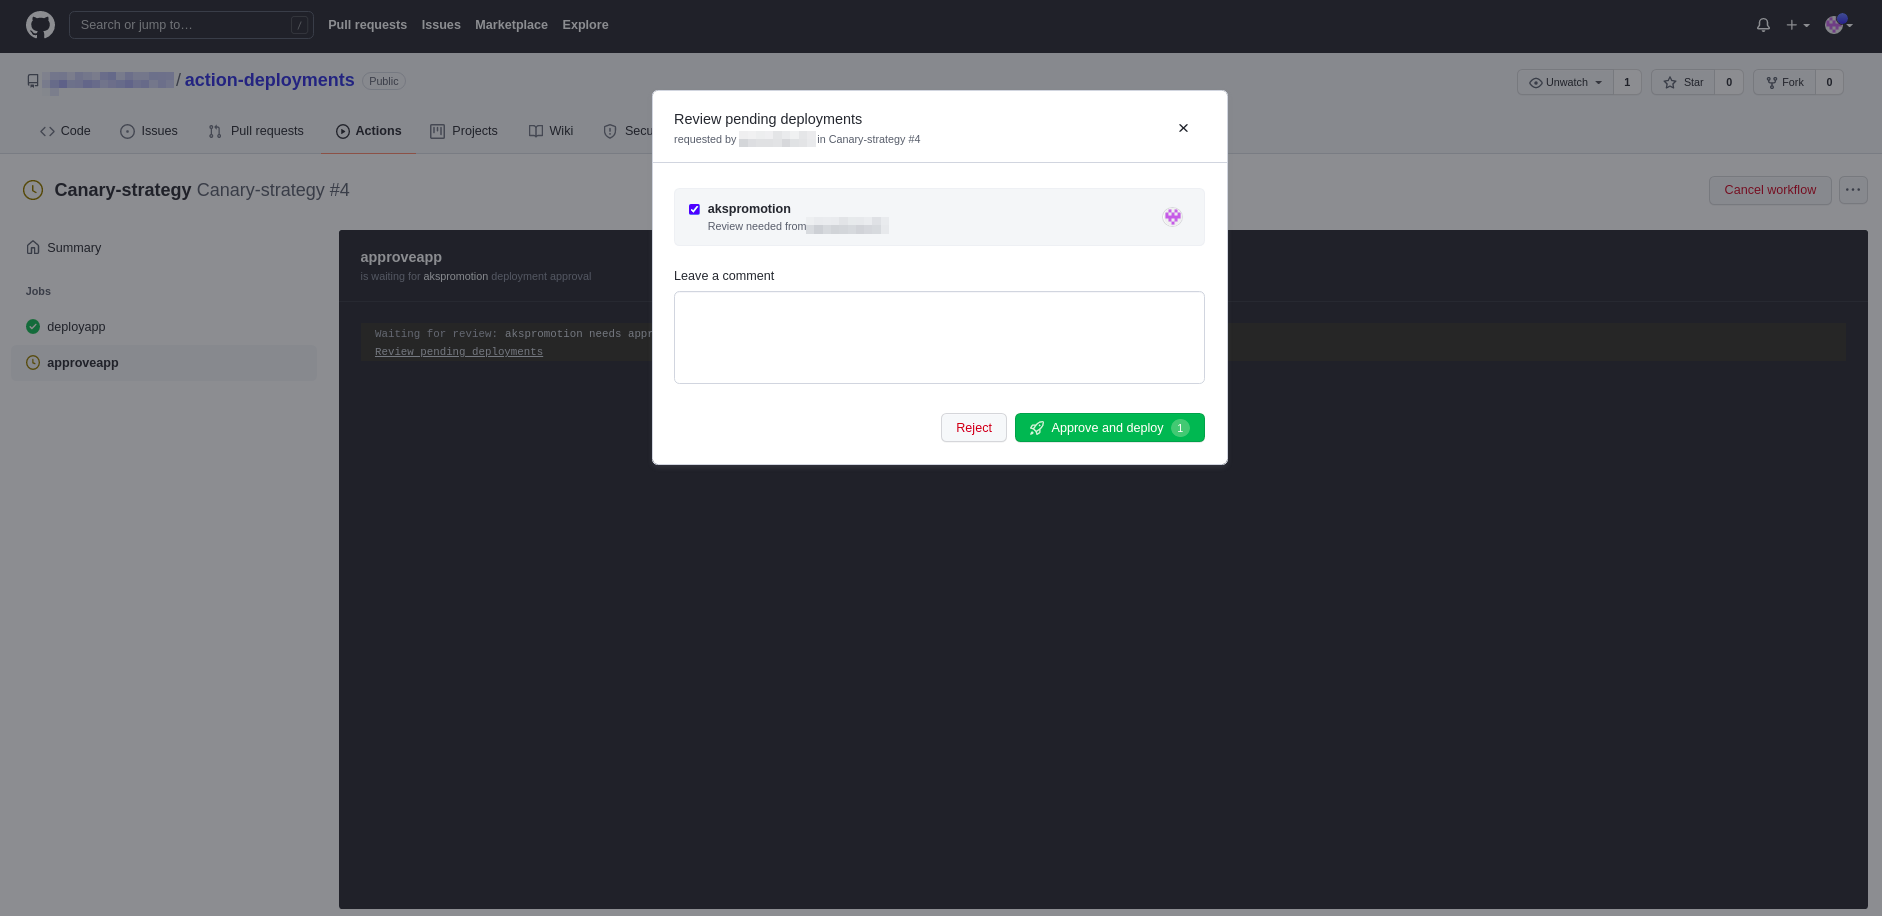 Search or jump to…
/
Pull requests Issues Marketplace Explore
/ action-deployments Public
Unwatch 1 Star 0 Fork 0
Code Issues Pull requests Actions Projects Wiki Secu
Canary-strategy Canary-strategy #4
Cancel workflow
Summary
Jobs
deployapp
approveapp
approveapp
is waiting for akspromotion deployment approval
Waiting for review: akspromotion needs appr
Review pending deployments
Review pending deployments
requested by in Canary-strategy #4
akspromotion
Review needed from
Leave a comment
Reject
Approve and deploy 1